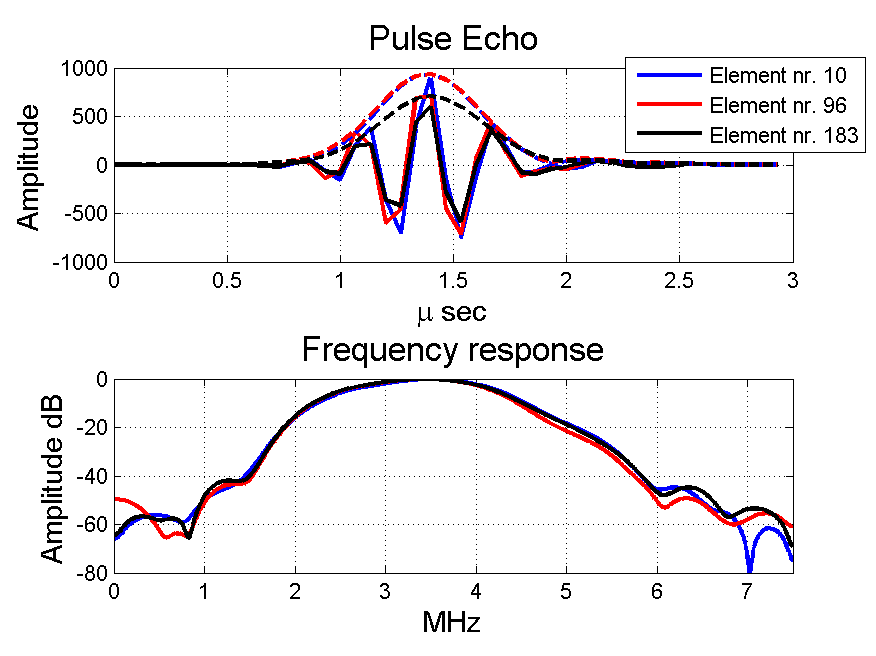 Pulse Echo
Amplitude
1000
500
0
-500
-1000
0 0.5 1 1.5 2 2.5 3
μ sec
Element nr. 10
Element nr. 96
Element nr. 183
Frequency response
Amplitude dB
0
-20
-40
-60
-80
0 1 2 3 4 5 6 7
MHz